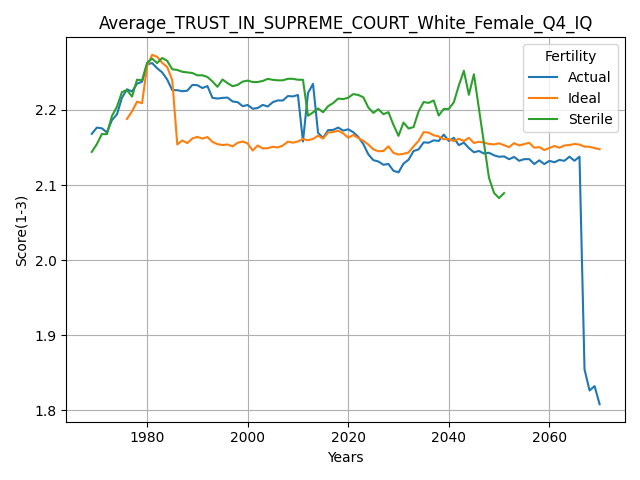 Average_TRUST_IN_SUPREME_COURT_White_Female_Q4_IQ
Fertility
Actual
Ideal
Sterile
Score(1-3)
2.2
2.1
2.0
1.9
1.8
1980
2000
2020
2040
2060
Years